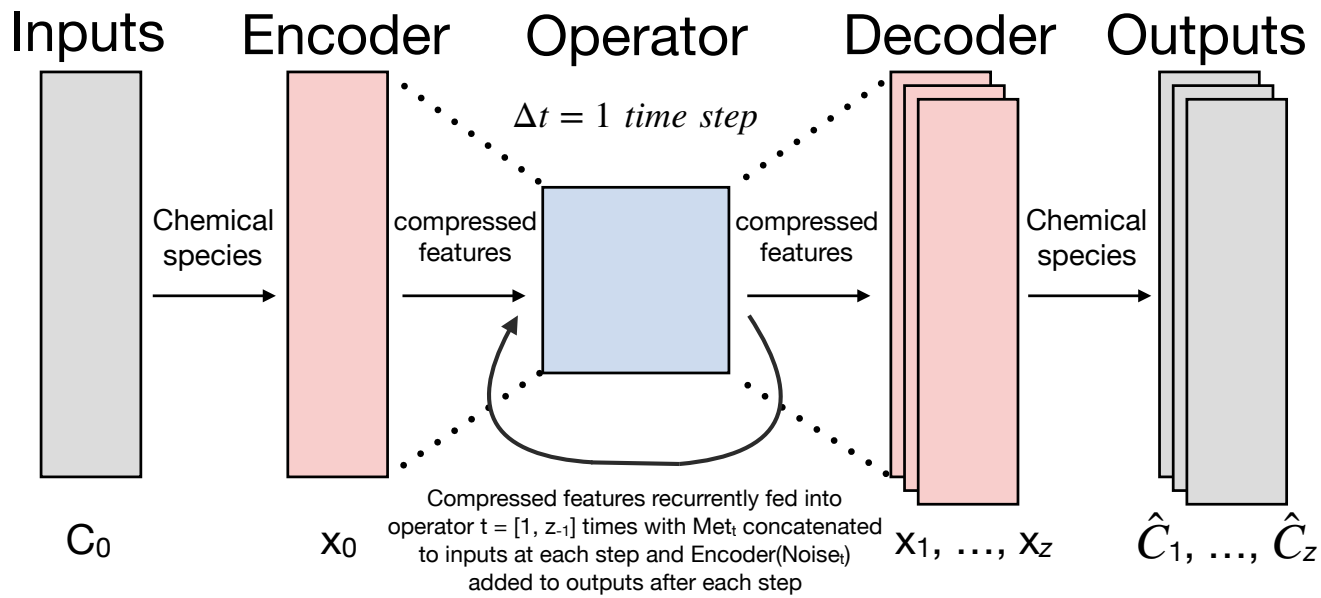 Inputs
Encoder
Operator
Decoder
Outputs
Δt = 1 time step
Chemical
species
compressed
features
compressed
features
Chemical
species
Compressed features recurrently fed into
operator t = [1, z₋₁] times with Metₜ concatenated
to inputs at each step and Encoder(Noiseₜ)
added to outputs after each step
C₀
x₀
x₁, …, x_z
Ĉ₁, …, Ĉ_z